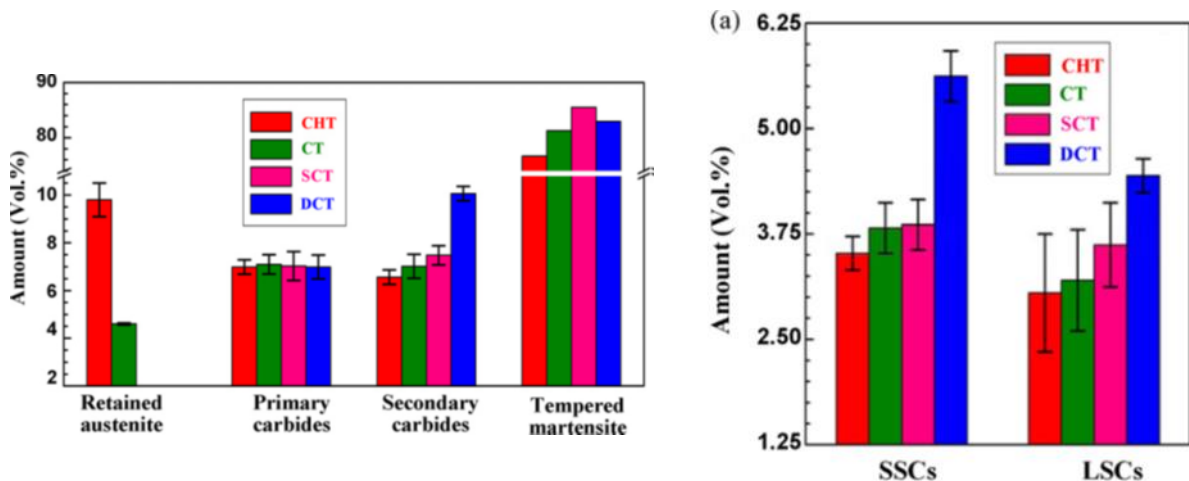 90
80
10
8
6
4
2
Amount (Vol.%)
CHT
CT
SCT
DCT
Retained
austenite
Primary
carbides
Secondary
carbides
Tempered
martensite
(a)
6.25
5.00
3.75
2.50
1.25
Amount (Vol.%)
CHT
CT
SCT
DCT
SSCs
LSCs